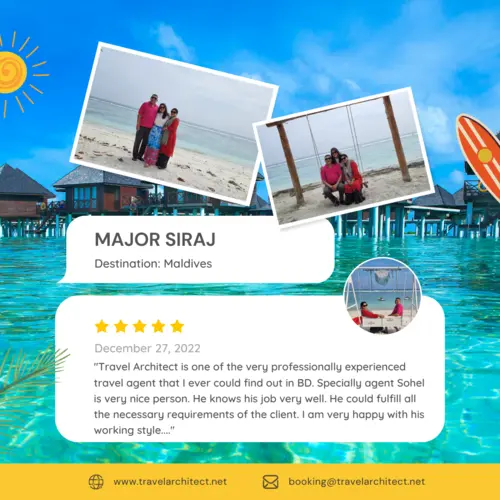 MAJOR SIRAJ
Destination: Maldives
December 27, 2022
"Travel Architect is one of the very professionally experienced
travel agent that I ever could find out in BD. Specially agent Sohel
is very nice person. He knows his job very well. He could fulfill all
the necessary requirements of the client. I am very happy with his
working style...."
www.travelarchitect.net
booking@travelarchitect.net